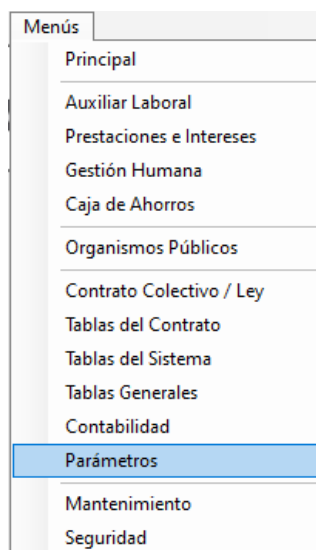 Menús
Principal
Auxiliar Laboral
Prestaciones e Intereses
Gestión Humana
Caja de Ahorros
Organismos Públicos
Contrato Colectivo / Ley
Tablas del Contrato
Tablas del Sistema
Tablas Generales
Contabilidad
Parámetros
Mantenimiento
Seguridad